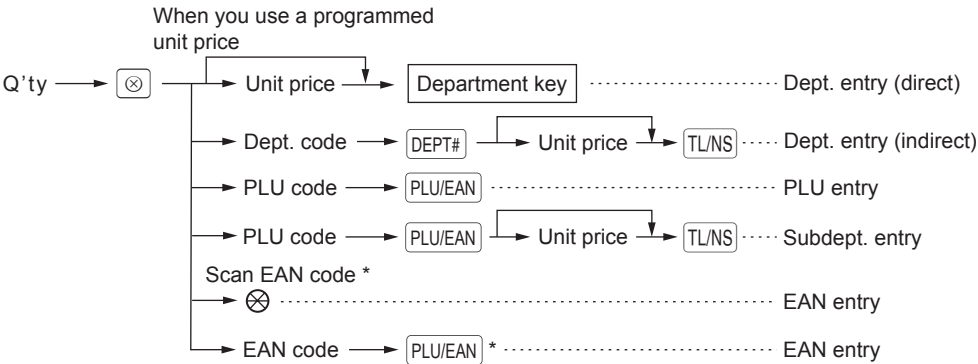 When you use a programmed
unit price
Q'ty ⊗ Unit price Department key Dept. entry (direct)
Dept. code DEPT# Unit price TL/NS Dept. entry (indirect)
PLU code PLU/EAN PLU entry
PLU code PLU/EAN Unit price TL/NS Subdept. entry
Scan EAN code *
EAN entry
EAN code PLU/EAN * EAN entry